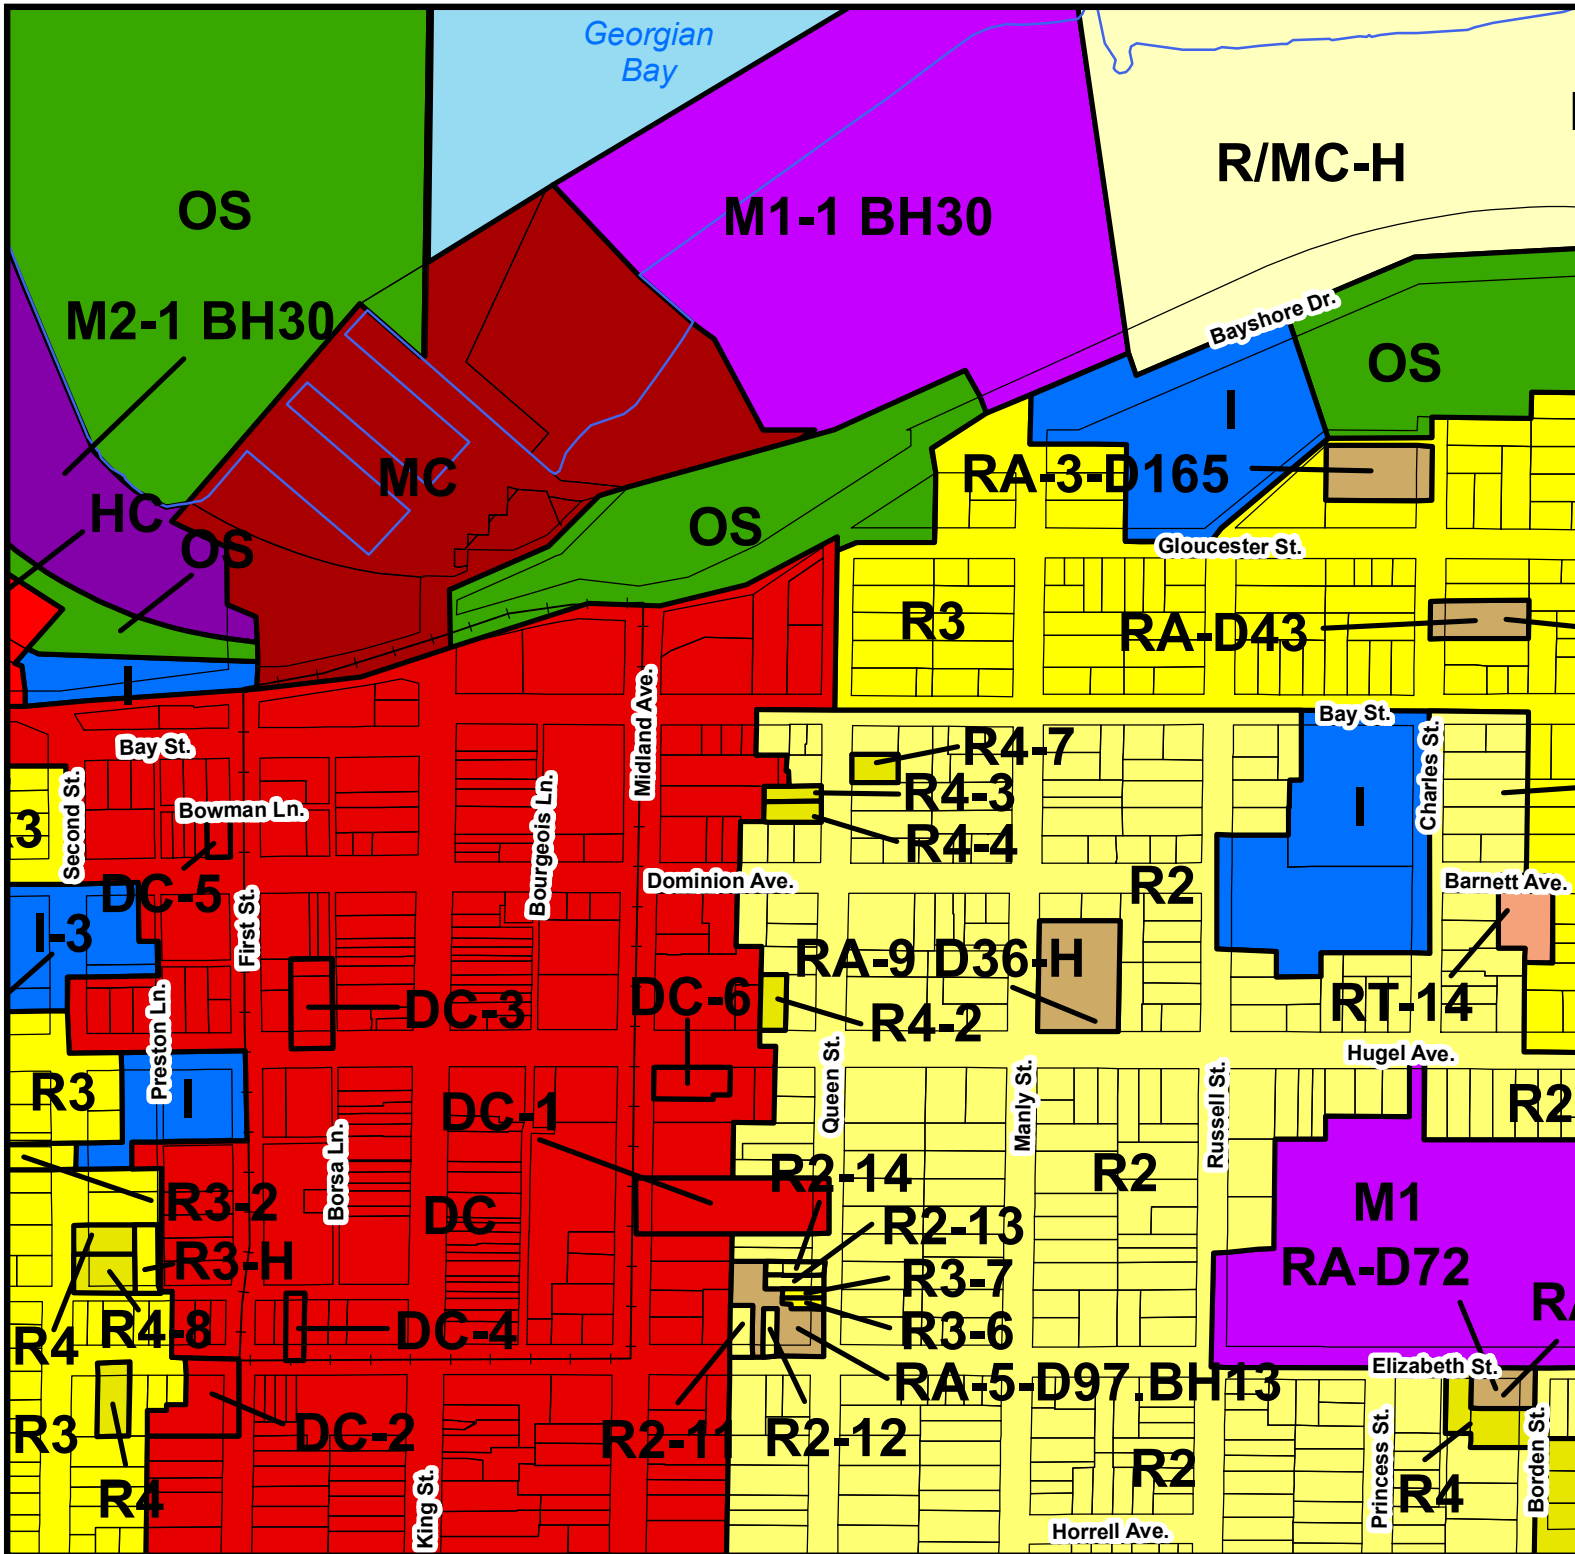 Georgian
Bay
OS
R/MC-H
M1-1 BH30
M2-1 BH30
Bayshore Dr.
OS
I
MC
RA-3-D165
HC
OS
OS
Gloucester St.
R3
RA-D43
I
Midland Ave.
Bay St.
Bay St.
R4-7
Charles St.
Second St.
Bowman Ln.
R4-3
I
3
Bourgeois Ln.
R4-4
DC-5
Dominion Ave.
R2
Barnett Ave.
First St.
I-3
RA-9 D36-H
DC-3
DC-6
R4-2
RT-14
Preston Ln.
Queen St.
Hugel Ave.
R3
I
DC-1
Manly St.
Russell St.
R2
Borsa Ln.
R2-14
R2
R3-2
DC
R2-13
M1
R3-H
R3-7
RA-D72
R4
R4-8
DC-4
R3-6
RA
Elizabeth St.
RA-5-D97.BH13
R3
DC-2
R2-11
R2-12
Princess St.
Borden St.
R2
R4
R4
King St.
Horrell Ave.